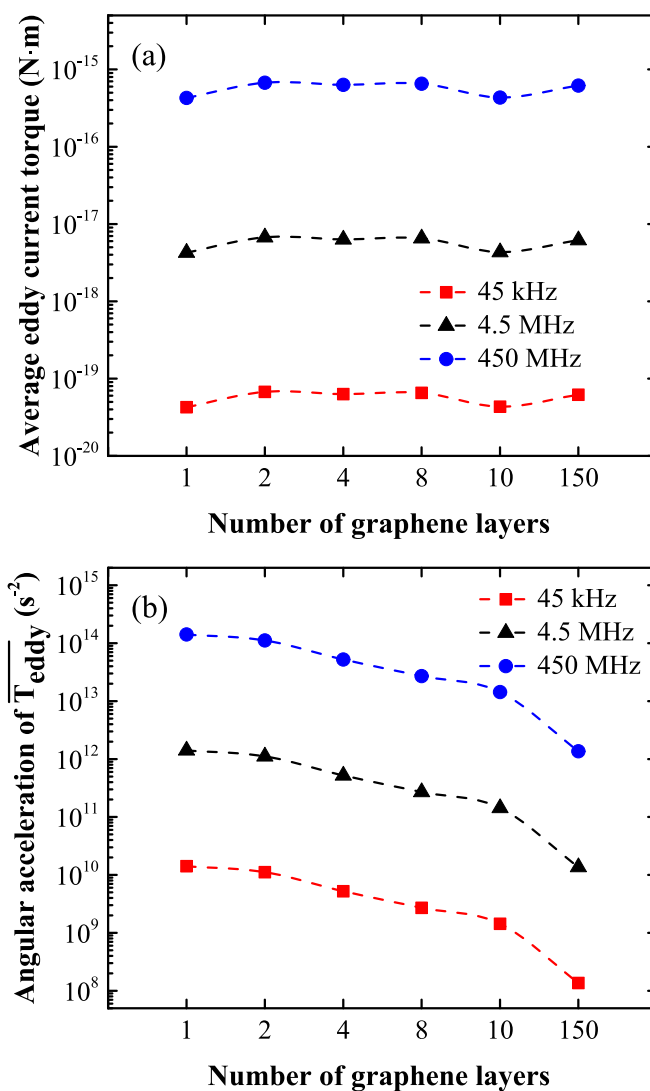 (a)
Average eddy current torque (N·m)
10^-15
10^-16
10^-17
10^-18
10^-19
10^-20
45 kHz
4.5 MHz
450 MHz
1 2 4 8 10 150
Number of graphene layers
(b)
Angular acceleration of T̅eddy (s^-2)
10^15
10^14
10^13
10^12
10^11
10^10
10^9
10^8
45 kHz
4.5 MHz
450 MHz
1 2 4 8 10 150
Number of graphene layers